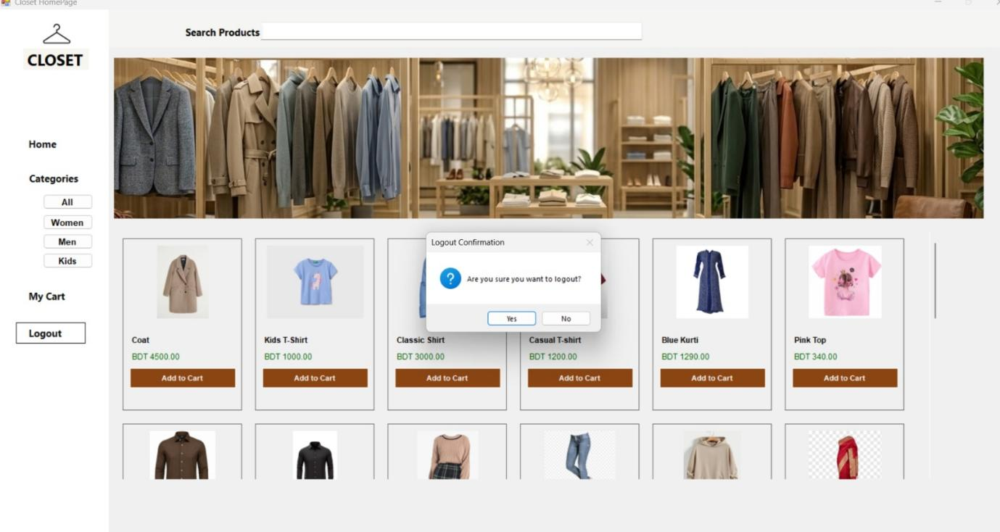 Closet HomePage
CLOSET
Search Products
Home
Categories
All
Women
Men
Kids
My Cart
Logout
Logout Confirmation
Are you sure you want to logout?
Yes
No
Coat
BDT 4500.00
Add to Cart
Kids T-Shirt
BDT 1000.00
Add to Cart
Classic Shirt
BDT 3000.00
Add to Cart
Casual T-shirt
BDT 1200.00
Add to Cart
Blue Kurti
BDT 1290.00
Add to Cart
Pink Top
BDT 340.00
Add to Cart